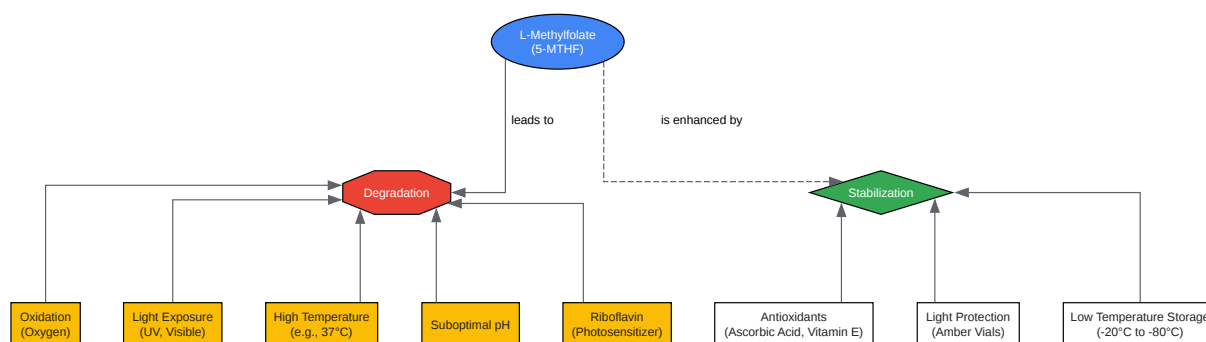 L-Methylfolate
(5-MTHF)
leads to
is enhanced by
Degradation
Stabilization
Oxidation
(Oxygen)
Light Exposure
(UV, Visible)
High Temperature
(e.g., 37°C)
Suboptimal pH
Riboflavin
(Photosensitizer)
Antioxidants
(Ascorbic Acid, Vitamin E)
Light Protection
(Amber Vials)
Low Temperature Storage
(-20°C to -80°C)